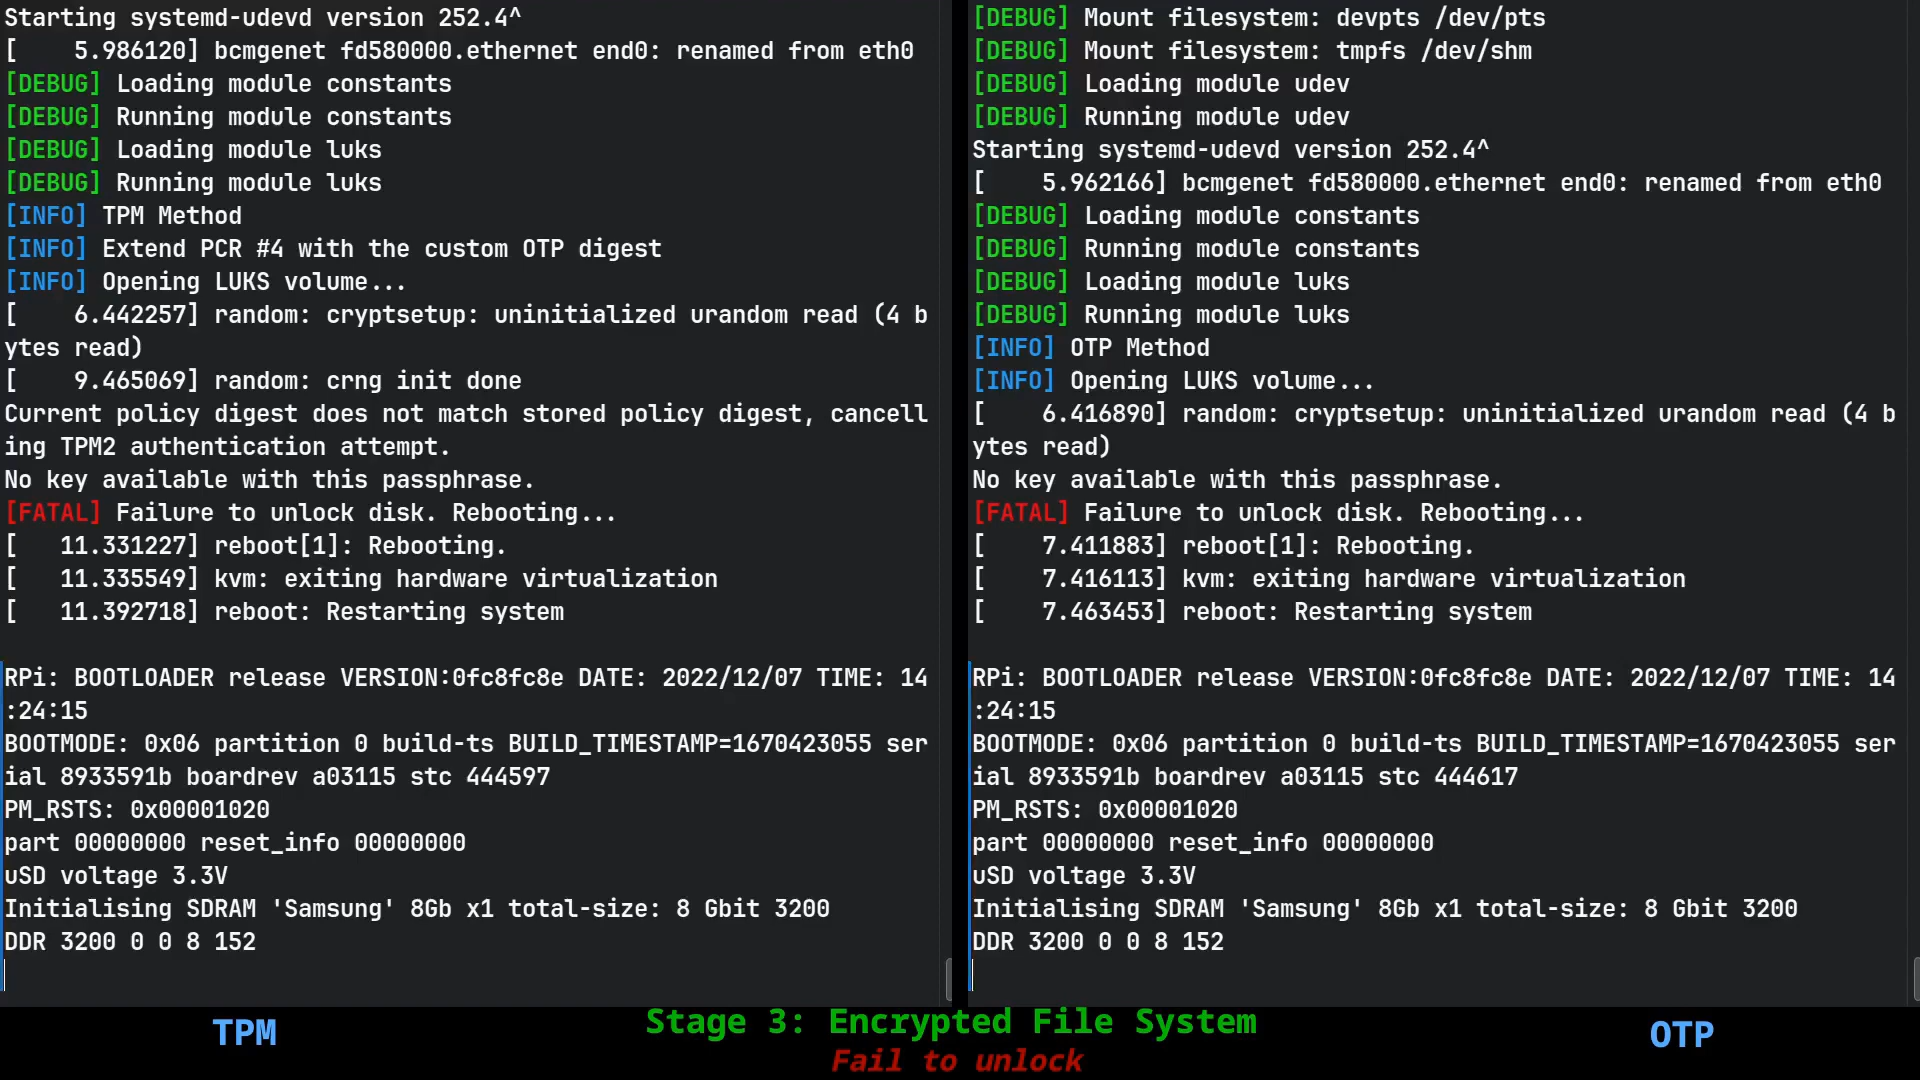 Starting systemd-udevd version 252.4^
[    5.986120] bcmgenet fd580000.ethernet end0: renamed from eth0
[DEBUG] Loading module constants
[DEBUG] Running module constants
[DEBUG] Loading module luks
[DEBUG] Running module luks
[INFO] TPM Method
[INFO] Extend PCR #4 with the custom OTP digest
[INFO] Opening LUKS volume...
[    6.442257] random: cryptsetup: uninitialized urandom read (4 b
ytes read)
[    9.465069] random: crng init done
Current policy digest does not match stored policy digest, cancell
ing TPM2 authentication attempt.
No key available with this passphrase.
[FATAL] Failure to unlock disk. Rebooting...
[   11.331227] reboot[1]: Rebooting.
[   11.335549] kvm: exiting hardware virtualization
[   11.392718] reboot: Restarting system
RPi: BOOTLOADER release VERSION:0fc8fc8e DATE: 2022/12/07 TIME: 14
:24:15
BOOTMODE: 0x06 partition 0 build-ts BUILD_TIMESTAMP=1670423055 ser
ial 8933591b boardrev a03115 stc 444597
PM_RSTS: 0x00001020
part 00000000 reset_info 00000000
uSD voltage 3.3V
Initialising SDRAM 'Samsung' 8Gb x1 total-size: 8 Gbit 3200
DDR 3200 0 0 8 152
[DEBUG] Mount filesystem: devpts /dev/pts
[DEBUG] Mount filesystem: tmpfs /dev/shm
[DEBUG] Loading module udev
[DEBUG] Running module udev
Starting systemd-udevd version 252.4^
[    5.962166] bcmgenet fd580000.ethernet end0: renamed from eth0
[DEBUG] Loading module constants
[DEBUG] Running module constants
[DEBUG] Loading module luks
[DEBUG] Running module luks
[INFO] OTP Method
[INFO] Opening LUKS volume...
[    6.416890] random: cryptsetup: uninitialized urandom read (4 b
ytes read)
No key available with this passphrase.
[FATAL] Failure to unlock disk. Rebooting...
[    7.411883] reboot[1]: Rebooting.
[    7.416113] kvm: exiting hardware virtualization
[    7.463453] reboot: Restarting system
RPi: BOOTLOADER release VERSION:0fc8fc8e DATE: 2022/12/07 TIME: 14
:24:15
BOOTMODE: 0x06 partition 0 build-ts BUILD_TIMESTAMP=1670423055 ser
ial 8933591b boardrev a03115 stc 444617
PM_RSTS: 0x00001020
part 00000000 reset_info 00000000
uSD voltage 3.3V
Initialising SDRAM 'Samsung' 8Gb x1 total-size: 8 Gbit 3200
DDR 3200 0 0 8 152
TPM
Stage 3: Encrypted File System
Fail to unlock
OTP